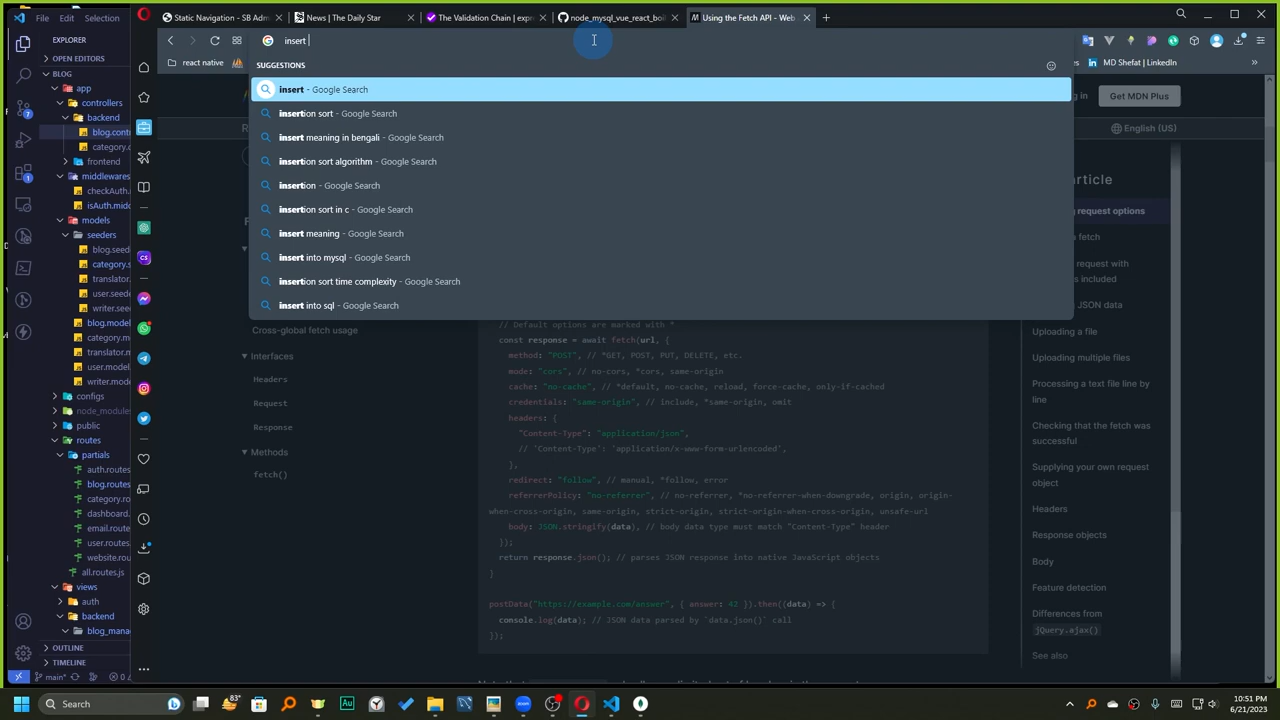 File
Edit
Selection
Static Navigation - SB Adm
News | The Daily Star
The Validation Chain | expr
node_mysql_vue_react_boil
Using the Fetch API - Web
EXPLORER
OPEN EDITORS
BLOG
app
controllers
backend
blog.contr
category.c
frontend
middlewares
checkAuth.
isAuth.midd
models
seeders
blog.seede
category.s
translator.
user.seede
writer.seed
blog.model
category.m
translator.m
user.model
writer.mod
configs
node_modules
public
routes
partials
auth.routes
blog.routes
category.ro
dashboard.
email.route
user.routes
website.rou
all.routes.js
views
auth
backend
blog_mana
OUTLINE
TIMELINE
main*
0
insert
SUGGESTIONS
insert - Google Search
insertion sort - Google Search
insert meaning in bengali - Google Search
insertion sort algorithm - Google Search
insertion - Google Search
insertion sort in c - Google Search
insert meaning - Google Search
insert into mysql - Google Search
insertion sort time complexity - Google Search
insert into sql - Google Search
react native
MD Shefat | LinkedIn
Get MDN Plus
English (US)
article
request options
fetch
request with
included
JSON data
Uploading a file
Uploading multiple files
Processing a text file line by
line
Checking that the fetch was
successful
Supplying your own request
object
Headers
Response objects
Body
Feature detection
Differences from
jQuery.ajax()
See also
Cross-global fetch usage
Interfaces
Headers
Request
Response
Methods
fetch()
// Default options are marked with *
const response = await fetch(url, {
method: "POST", // *GET, POST, PUT, DELETE, etc.
mode: "cors", // no-cors, *cors, same-origin
cache: "no-cache", // *default, no-cache, reload, force-cache, only-if-cached
credentials: "same-origin", // include, *same-origin, omit
headers: {
"Content-Type": "application/json",
// 'Content-Type': 'application/x-www-form-urlencoded',
},
redirect: "follow", // manual, *follow, error
referrerPolicy: "no-referrer", // no-referrer, *no-referrer-when-downgrade, origin, origin-
when-cross-origin, same-origin, strict-origin, strict-origin-when-cross-origin, unsafe-url
body: JSON.stringify(data), // body data type must match "Content-Type" header
});
return response.json(); // parses JSON response into native JavaScript objects
}
postData("https://example.com/answer", { answer: 42 }).then((data) => {
console.log(data); // JSON data parsed by `data.json()` call
});
Search
83°
10:51 PM
6/21/2023